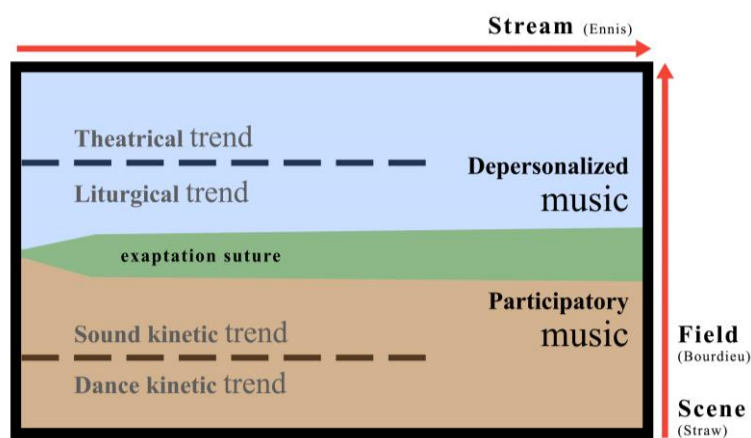 Stream (Ennis)
Theatrical trend
Liturgical trend
Depersonalized
music
exaptation suture
Participatory
music
Sound kinetic trend
Dance kinetic trend
Field
(Bourdieu)
Scene
(Straw)